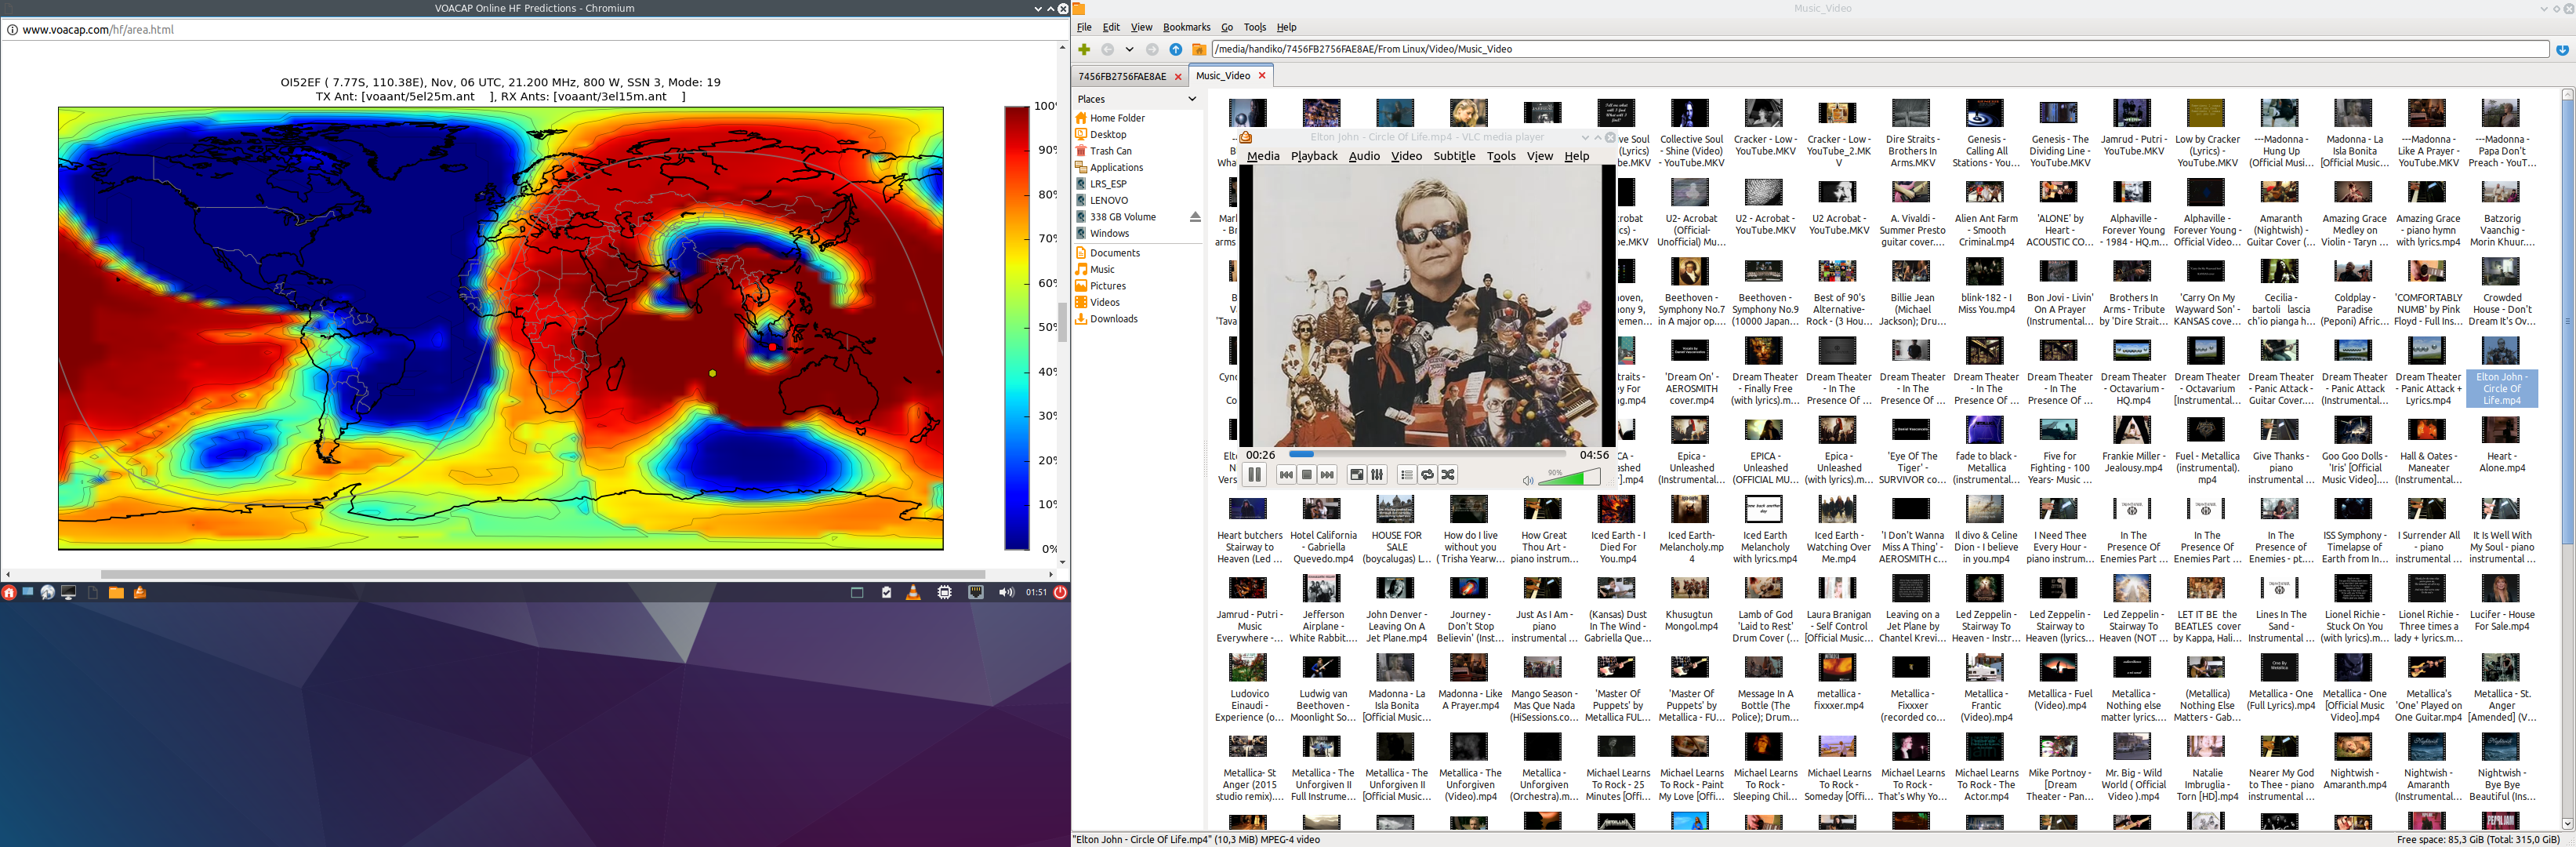 VOACAP Online HF Predictions - Chromium
www.voacap.com/hf/area.html
OI52EF ( 7.77S, 110.38E), Nov, 06 UTC, 21.200 MHz, 800 W, SSN 3, Mode: 19
TX Ant: [voaant/5el25m.ant ], RX Ants: [voaant/3el15m.ant ]
100%
90%
80%
70%
60%
50%
40%
30%
20%
10%
0%
01:51
Music_Video
File Edit View Bookmarks Go Tools Help
/media/handiko/7456FB2756FAE8AE/From Linux/Video/Music_Video
7456FB2756FAE8AE
Music_Video
Places
Home Folder
Desktop
Trash Can
Applications
LRS_ESP
LENOVO
338 GB Volume
Windows
Documents
Music
Pictures
Videos
Downloads
Elton John - Circle Of Life.mp4 - VLC media player
Media Playback Audio Video Subtitle Tools View Help
00:26
04:56
90%
Collective Soul - Shine (Video) - YouTube.MKV
Cracker - Low - YouTube.MKV
Cracker - Low - YouTube_2.MKV
Dire Straits - Brothers In Arms.MKV
Genesis - Calling All Stations - You...
Genesis - The Dividing Line - YouTube.MKV
Jamrud - Putri - YouTube.MKV
Low by Cracker (Lyrics) - YouTube.MKV
---Madonna - Hung Up (Official Music...
Madonna - La Isla Bonita [Official Music...
---Madonna - Like A Prayer - YouTube.MKV
---Madonna - Papa Don't Preach - YouT...
U2- Acrobat (Official- Unofficial) Mu...
U2 - Acrobat - YouTube.MKV
U2 Acrobat - YouTube.MKV
A. Vivaldi - Summer Presto guitar cover....
Alien Ant Farm - Smooth Criminal.mp4
'ALONE' by Heart - ACOUSTIC CO...
Alphaville - Forever Young - 1984 - HQ.m...
Alphaville - Forever Young - Official Video...
Amaranth (Nightwish) - Guitar Cover (...
Amazing Grace Medley on Violin - Taryn ...
Amazing Grace - piano hymn with lyrics.mp4
Batzorig Vaanchig - Morin Khuur....
Beethoven - Symphony No.7 in A major op....
Beethoven - Symphony No.9 (10000 Japan...
Best of 90's Alternative-Rock - (3 Hou...
Billie Jean (Michael Jackson); Dru...
blink-182 - I Miss You.mp4
Bon Jovi - Livin' On A Prayer (Instrumental...
Brothers In Arms - Tribute by 'Dire Strait...
'Carry On My Wayward Son' - KANSAS cove...
Cecilia - bartoli lascia ch'io pianga h...
Coldplay - Paradise (Peponi) Afric...
'COMFORTABLY NUMB' by Pink Floyd - Full Ins...
Crowded House - Don't Dream It's Ov...
'Dream On' - AEROSMITH cover.mp4
Dream Theater - Finally Free (with lyrics).m...
Dream Theater - In The Presence Of ...
Dream Theater - In The Presence Of ...
Dream Theater - In The Presence Of ...
Dream Theater - In The Presence Of ...
Dream Theater - Octavarium - HQ.mp4
Dream Theater - Octavarium [Instrumental...
Dream Theater - Panic Attack - Guitar Cover....
Dream Theater - Panic Attack (Instrumental...
Dream Theater - Panic Attack + Lyrics.mp4
Elton John - Circle Of Life.mp4
Epica - Unleashed (Instrumental...
EPICA - Unleashed (OFFICIAL MU...
Epica - Unleashed (with lyrics).m...
'Eye Of The Tiger' - SURVIVOR co...
fade to black - Metallica (instrumental...
Five for Fighting - 100 Years- Music ...
Frankie Miller - Jealousy.mp4
Fuel - Metallica (instrumental).mp4
Give Thanks - piano instrumental ...
Goo Goo Dolls - 'Iris' [Official Music Video]....
Hall & Oates - Maneater (Instrumental...
Heart - Alone.mp4
Heart butchers Stairway to Heaven (Led ...
Hotel California - Gabriella Quevedo.mp4
HOUSE FOR SALE (boycalugas) L...
How do I live without you ( Trisha Yearw...
How Great Thou Art - piano instrum...
Iced Earth - I Died For You.mp4
Iced Earth- Melancholy.mp4
Iced Earth Melancholy with lyrics.mp4
Iced Earth - Watching Over Me.mp4
'I Don't Wanna Miss A Thing' - AEROSMITH c...
Il divo & Celine Dion - I believe in you.mp4
I Need Thee Every Hour - piano instrum...
In The Presence Of Enemies Part ...
In The Presence Of Enemies Part ...
In The Presence of Enemies - pt....
ISS Symphony - Timelapse of Earth from In...
I Surrender All - piano instrumental ...
It Is Well With My Soul - piano instrumental ...
Jamrud - Putri - Music Everywhere -...
Jefferson Airplane - White Rabbit....
John Denver - Leaving On A Jet Plane.mp4
Journey - Don't Stop Believin' (Inst...
Just As I Am - piano instrumental ...
(Kansas) Dust In The Wind - Gabriella Que...
Khusugtun Mongol.mp4
Lamb of God 'Laid to Rest' Drum Cover (...
Laura Branigan - Self Control [Official Music...
Leaving on a Jet Plane by Chantel Krevi...
Led Zeppelin - Stairway To Heaven - Instr...
Led Zeppelin - Stairway to Heaven (lyrics...
Led Zeppelin - Stairway To Heaven (NOT ...
LET IT BE the BEATLES cover by Kappa, Hali...
Lines In The Sand - Instrumental ...
Lionel Richie - Stuck On You (with lyrics).m...
Lionel Richie - Three times a lady + lyrics.m...
Lucifer - House For Sale.mp4
Ludovico Einaudi - Experience (o...
Ludwig van Beethoven - Moonlight So...
Madonna - La Isla Bonita [Official Music...
Madonna - Like A Prayer.mp4
Mango Season - Mas Que Nada (HiSessions.co...
'Master Of Puppets' by Metallica FUL...
'Master Of Puppets' by Metallica - FU...
Message In A Bottle (The Police); Drum...
metallica - fixxxer.mp4
Metallica - Fixxxer (recorded co...
Metallica - Frantic (Video).mp4
Metallica - Fuel (Video).mp4
Metallica - Nothing else matter lyrics....
(Metallica) Nothing Else Matters - Gab...
Metallica - One (Full Lyrics).mp4
Metallica - One [Official Music Video].mp4
Metallica's 'One' Played on One Guitar.mp4
Metallica - St. Anger [Amended] (V...
Metallica- St Anger (2015 studio remix)....
Metallica - The Unforgiven II Full Instrume...
Metallica - The Unforgiven II [Official Music...
Metallica - The Unforgiven (Video).mp4
Metallica - Unforgiven (Orchestra).m...
Michael Learns To Rock - 25 Minutes [Offi...
Michael Learns To Rock - Paint My Love [Offi...
Michael Learns To Rock - Sleeping Chil...
Michael Learns To Rock - Someday [Offi...
Michael Learns To Rock - That's Why Yo...
Michael Learns To Rock - The Actor.mp4
Mike Portnoy - [Dream Theater - Pan...
Mr. Big - Wild World ( Official Video ).mp4
Natalie Imbruglia - Torn [HD].mp4
Nearer My God to Thee - piano instrumental ...
Nightwish - Amaranth.mp4
Nightwish - Amaranth (Instrumental...
Nightwish - Bye Bye Beautiful (Ins...
"Elton John - Circle Of Life.mp4" (10,3 MiB) MPEG-4 video
Free space: 85,3 GiB (Total: 315,0 GiB)